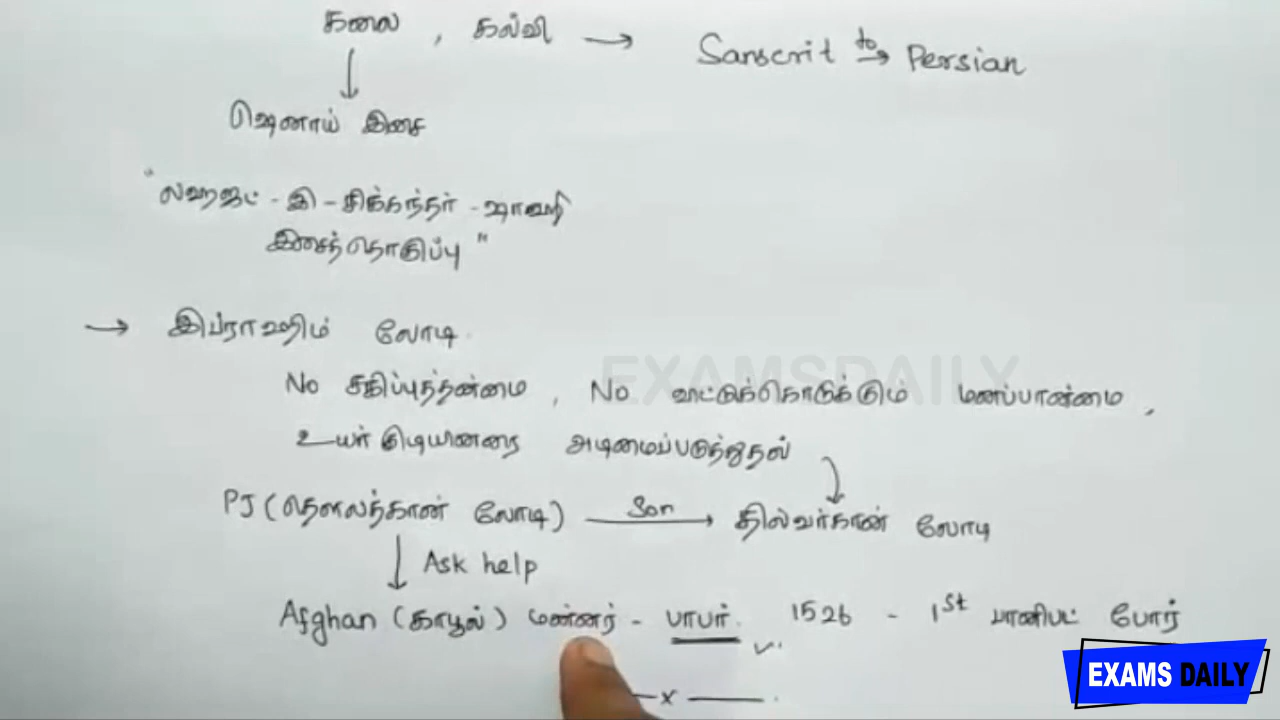 கலை , கல்வி → Sanscrit to → Persian
ஷெனாய் இசை
"லஹஜட் - இ - சிக்கந்தர் - ஷாஹி
இசைத்தொகுப்பு"
→ இப்ராஹிம் லோடி.
No சகிப்புத்தன்மை , No விட்டுக்கொடுக்கும் மனப்பான்மை ,
உயர் குடியினரை அடிமைப்படுத்துதல்
PJ (தௌலத்கான் லோடி) son → தில்வர்கான் லோடி
Ask help
Afghan (காபூல்) மன்னர் - பாபர். 1526 - 1st பானிபட் போர்
x
EXAMSDAILY
EXAMS DAILY